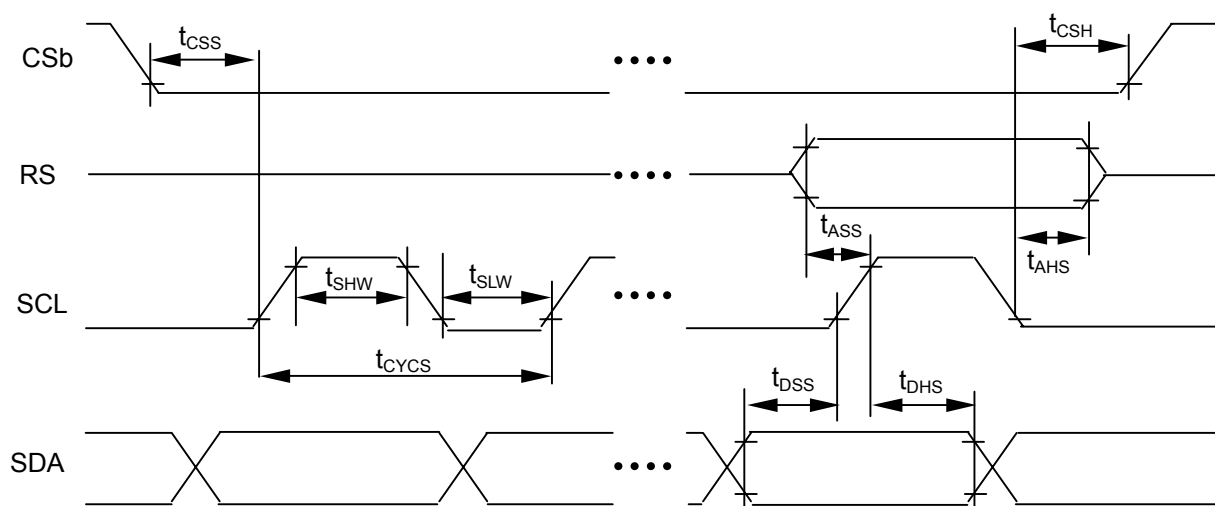 CSb
tCSS
tCSH
RS
tASS
tAHS
SCL
tSHW
tSLW
tCYCS
tDSS
tDHS
SDA